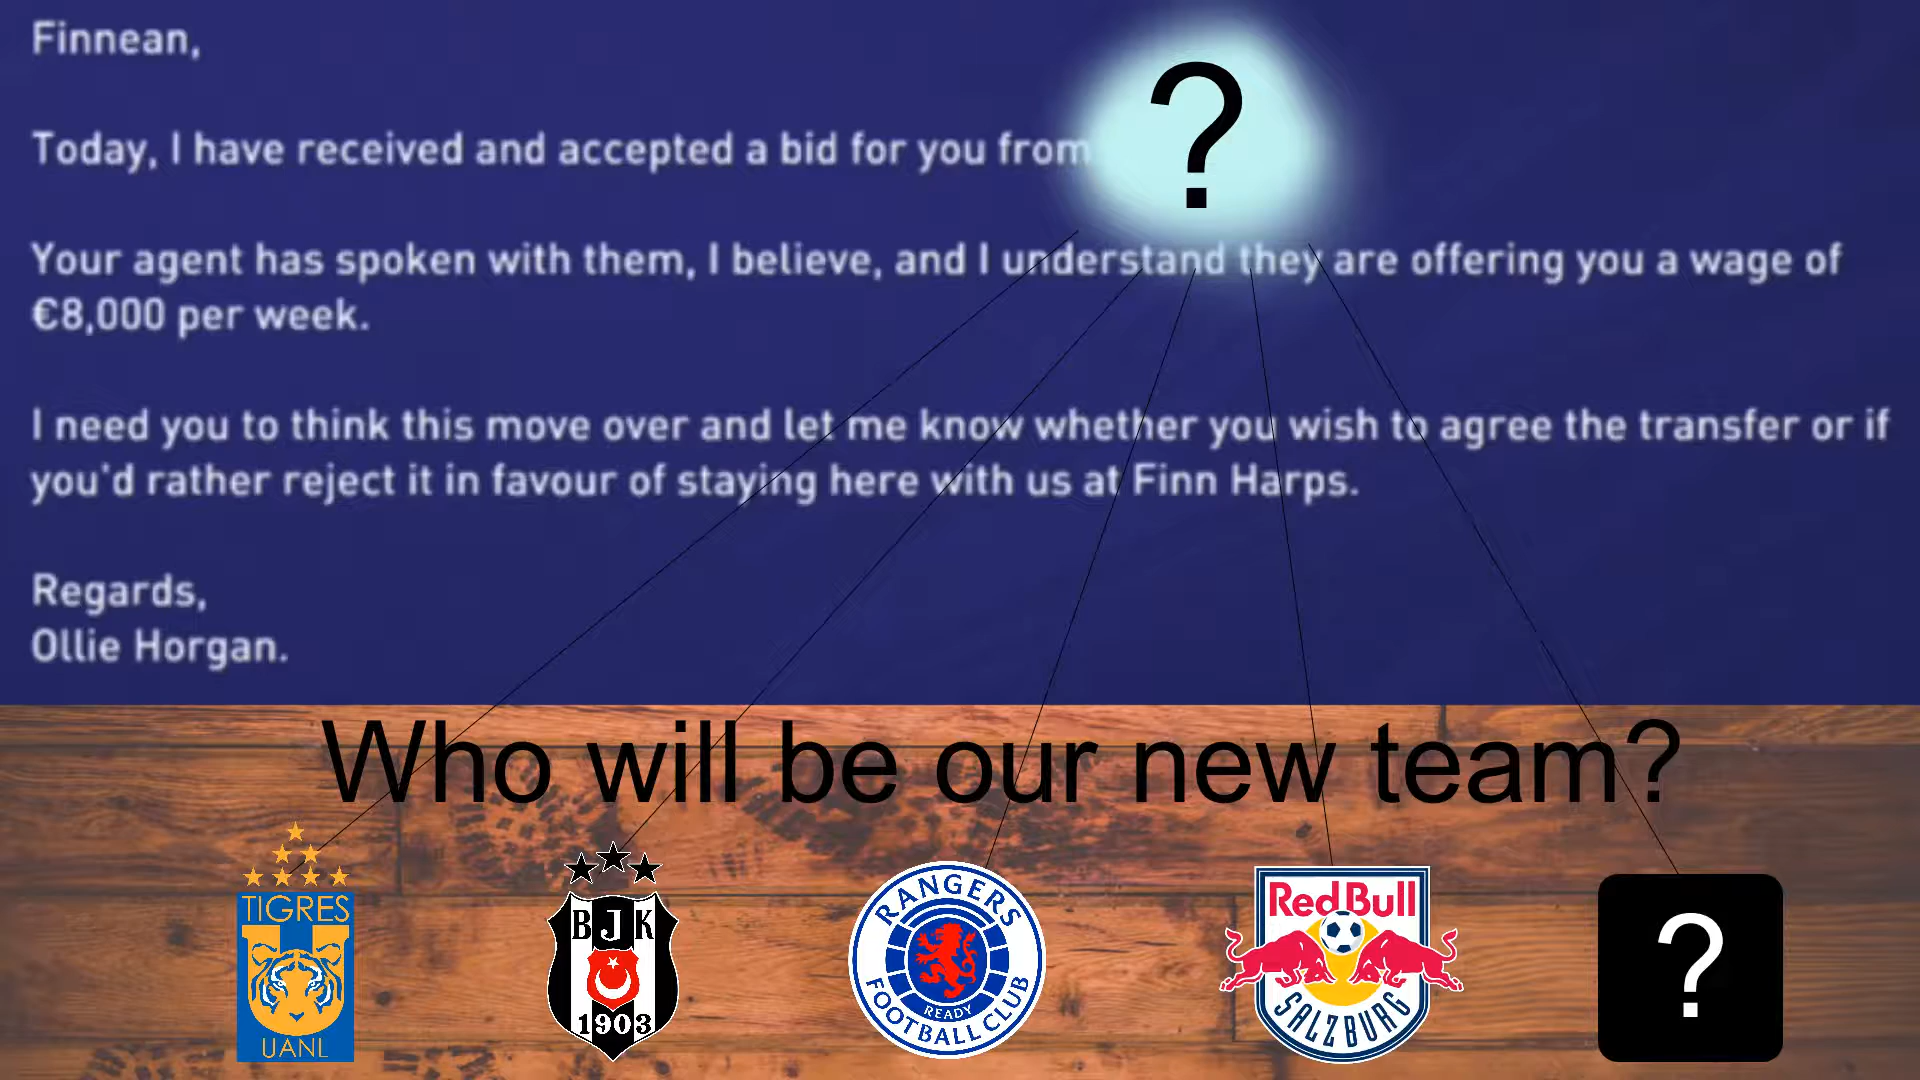 Finnean,
?
Today, I have received and accepted a bid for you from
Your agent has spoken with them, I believe, and I understand they are offering you a wage of
€8,000 per week.
I need you to think this move over and let me know whether you wish to agree the transfer or if
you'd rather reject it in favour of staying here with us at Finn Harps.
Regards,
Ollie Horgan.
Who will be our new team?
TIGRES
UANL
BJK
1903
RANGERS
READY
FOOTBALL CLUB
Red Bull
SALZBURG
?